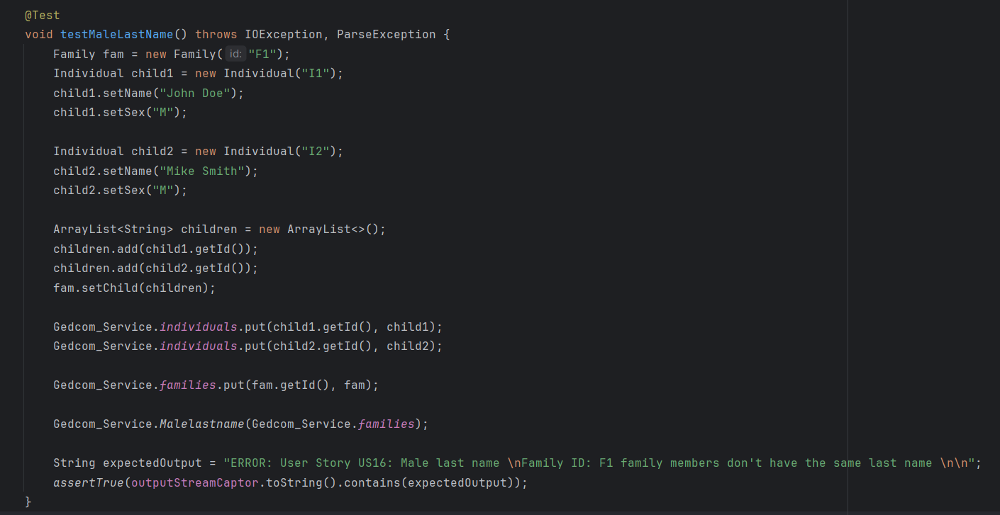 @Test
void testMaleLastName() throws IOException, ParseException {
Family fam = new Family( id: "F1");
Individual child1 = new Individual("I1");
child1.setName("John Doe");
child1.setSex("M");
Individual child2 = new Individual("I2");
child2.setName("Mike Smith");
child2.setSex("M");
ArrayList<String> children = new ArrayList<>();
children.add(child1.getId());
children.add(child2.getId());
fam.setChild(children);
Gedcom_Service.individuals.put(child1.getId(), child1);
Gedcom_Service.individuals.put(child2.getId(), child2);
Gedcom_Service.families.put(fam.getId(), fam);
Gedcom_Service.Malelastname(Gedcom_Service.families);
String expectedOutput = "ERROR: User Story US16: Male last name \nFamily ID: F1 family members don't have the same last name \n\n";
assertTrue(outputStreamCaptor.toString().contains(expectedOutput));
}